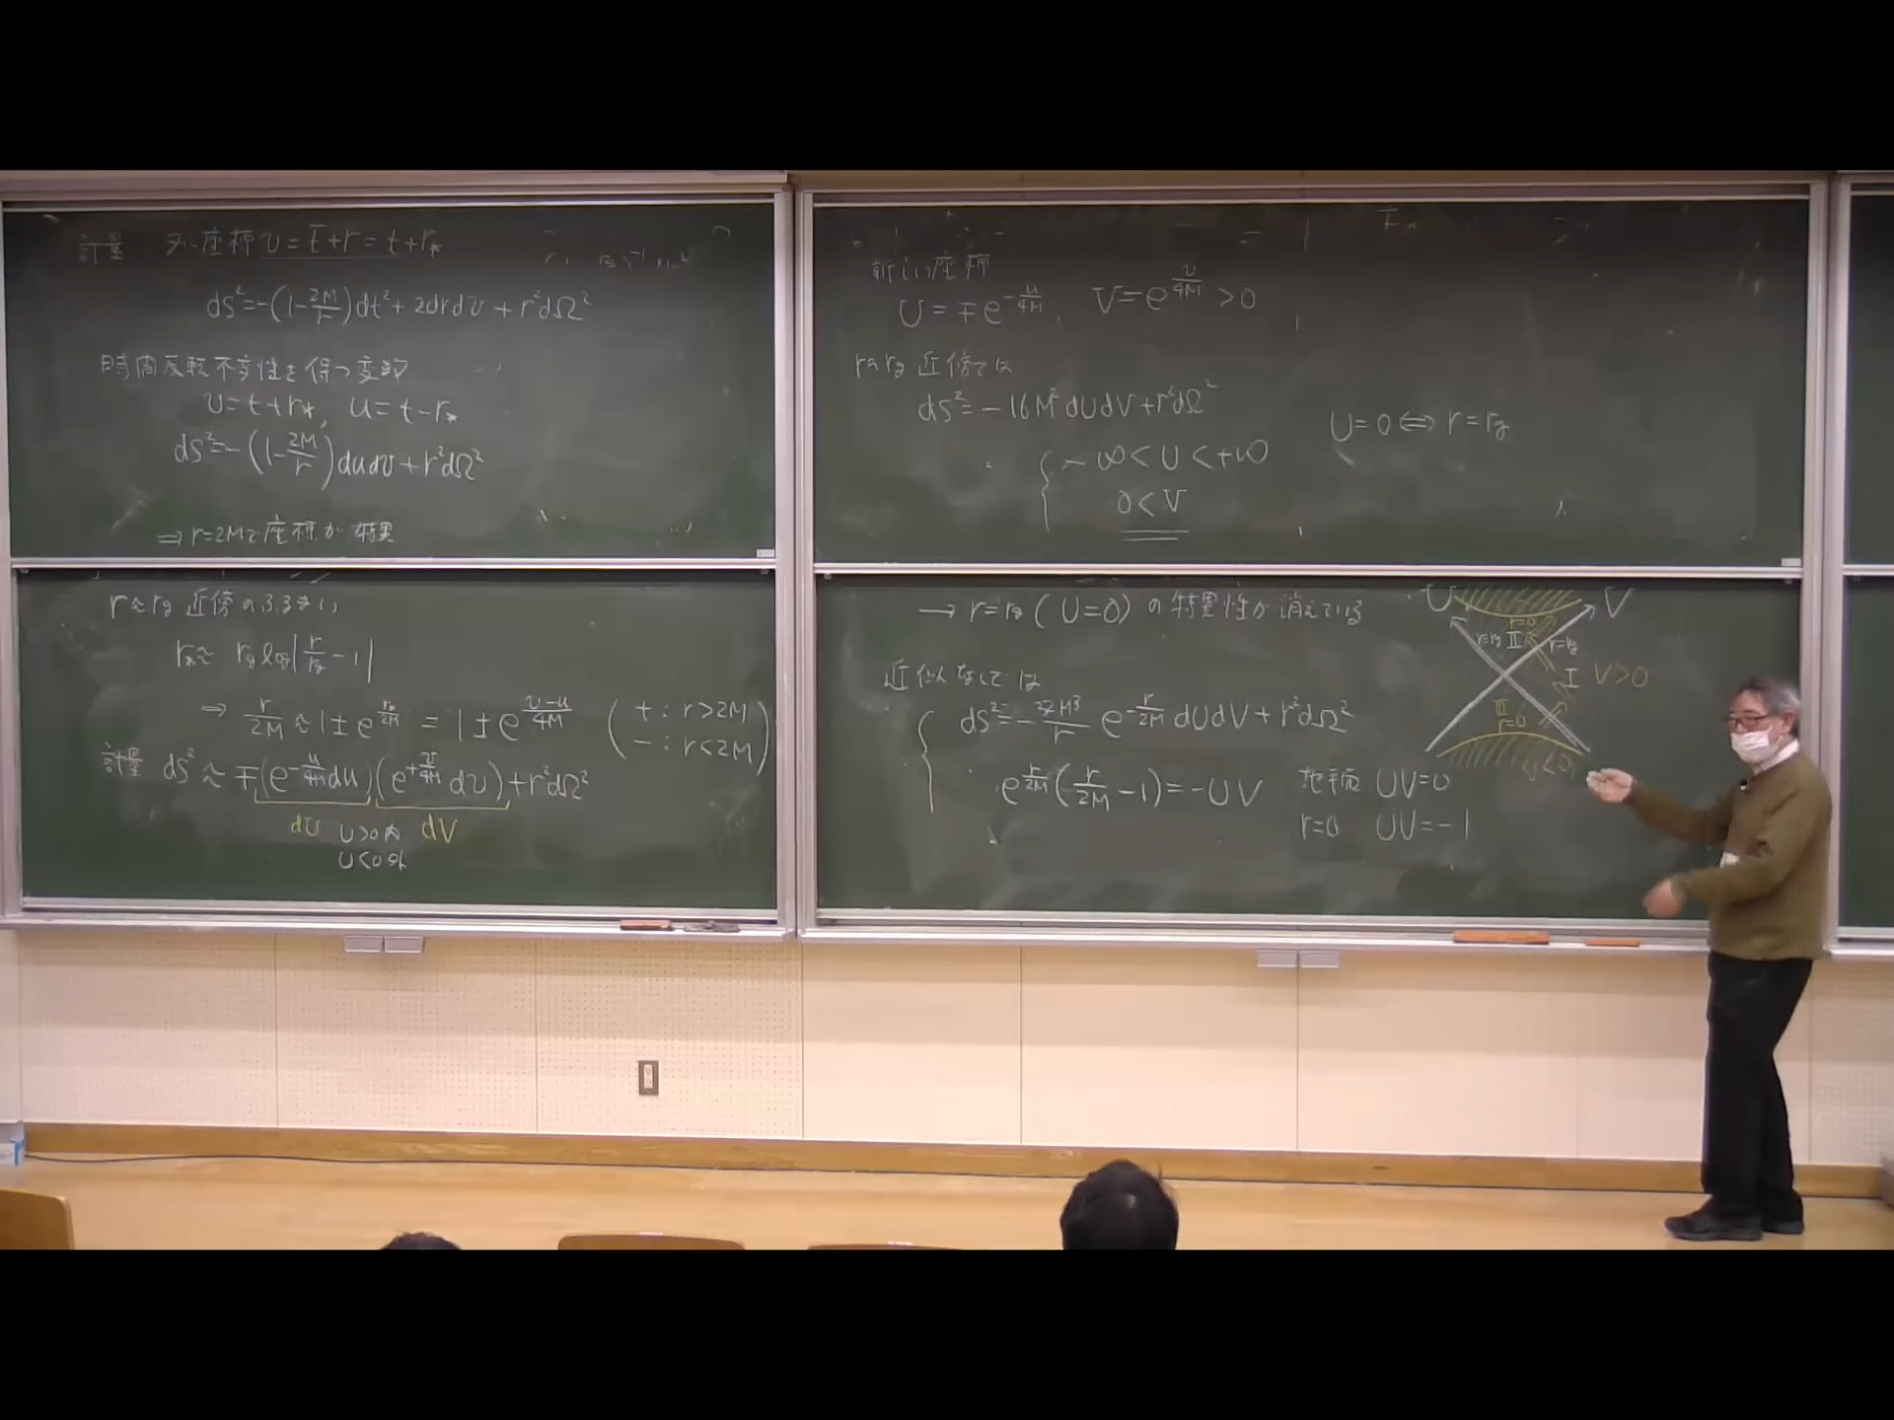 計量 ヌル座標 v = t̄+r = t+r*
ds²=-(1-2M/r)dt²+2drdv+r²dΩ²
時間反転不変性を保つ変数
v=t+r*, u=t-r*
ds²=-(1-2M/r)dudv+r²dΩ²
⇒ r=2Mで座標が特異
r≈rg 近傍のふるまい
r*≈ rg log|r/rg -1|
⇒ r/2M ≈ 1±e^{r*/2M} = 1±e^{(v-u)/4M} (+: r>2M
-: r<2M)
計量 ds² ≈ ∓(e^{-u/4M}du)(e^{+v/4M}dv)+r²dΩ²
dU U>0内 dV
U<0外
新しい座標
U=∓e^{-u/4M}, V=e^{v/4M}>0
r≈rg 近傍では
ds²=-16M²dUdV+r²dΩ²
U=0⇔r=rg
-∞<U<+∞
0<V
→ r=rg (U=0) の特異性が消えている
近似なしでは
ds²=-32M³/r e^{-r/2M}dUdV+r²dΩ²
e^{r/2M}(r/2M -1)=-UV 地平面 UV=0
r=0 UV=-1
U V
r=0
r=rg II r=rg
I V>0
III
r=0
V<0